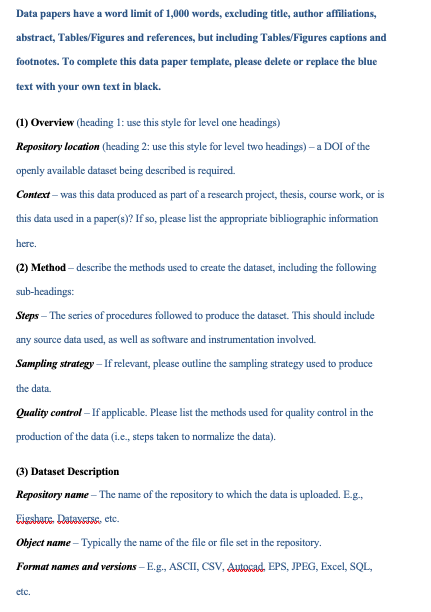 Data papers have a word limit of 1,000 words, excluding title, author affiliations,
abstract, Tables/Figures and references, but including Tables/Figures captions and
footnotes. To complete this data paper template, please delete or replace the blue
text with your own text in black.
(1) Overview (heading 1: use this style for level one headings)
Repository location (heading 2: use this style for level two headings) – a DOI of the
openly available dataset being described is required.
Context – was this data produced as part of a research project, thesis, course work, or is
this data used in a paper(s)? If so, please list the appropriate bibliographic information
here.
(2) Method – describe the methods used to create the dataset, including the following
sub-headings:
Steps – The series of procedures followed to produce the dataset. This should include
any source data used, as well as software and instrumentation involved.
Sampling strategy – If relevant, please outline the sampling strategy used to produce
the data.
Quality control – If applicable. Please list the methods used for quality control in the
production of the data (i.e., steps taken to normalize the data).
(3) Dataset Description
Repository name – The name of the repository to which the data is uploaded. E.g.,
Figshare, Dataverse, etc.
Object name – Typically the name of the file or file set in the repository.
Format names and versions – E.g., ASCII, CSV, Autocad, EPS, JPEG, Excel, SQL,
etc.